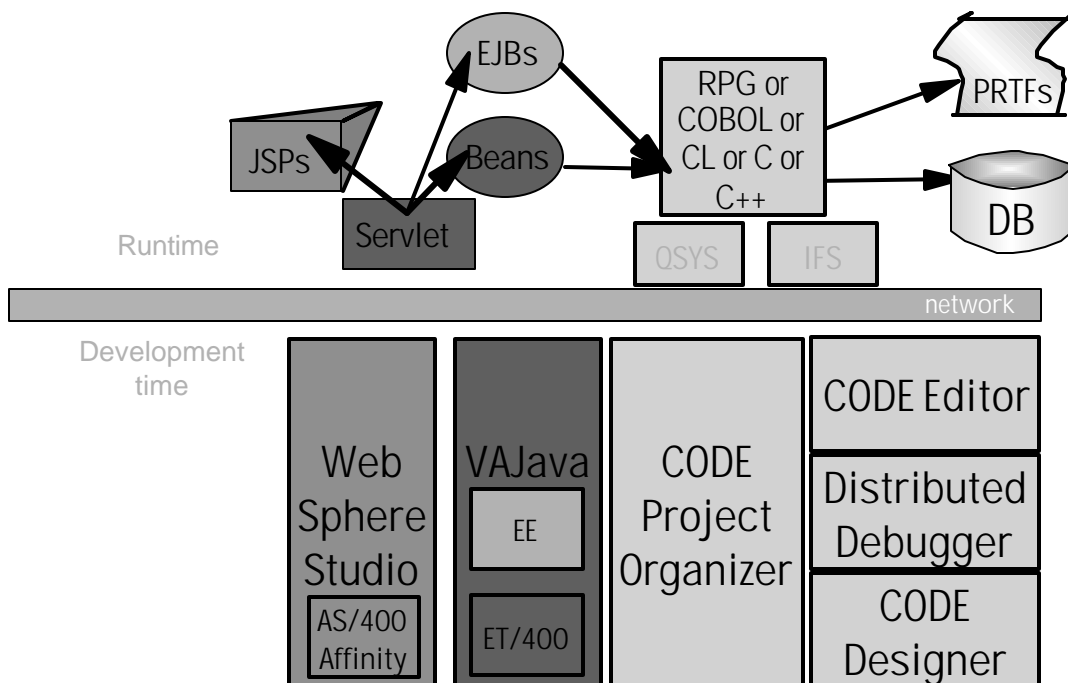 EJBs
RPG or
COBOL or
CL or C or
C++
PRTFs
JSPs
Beans
DB
Servlet
Runtime
QSYS
IFS
network
Development
time
Web
Sphere
Studio
AS/400
Affinity
VAJava
EE
ET/400
CODE
Project
Organizer
CODE Editor
Distributed
Debugger
CODE
Designer